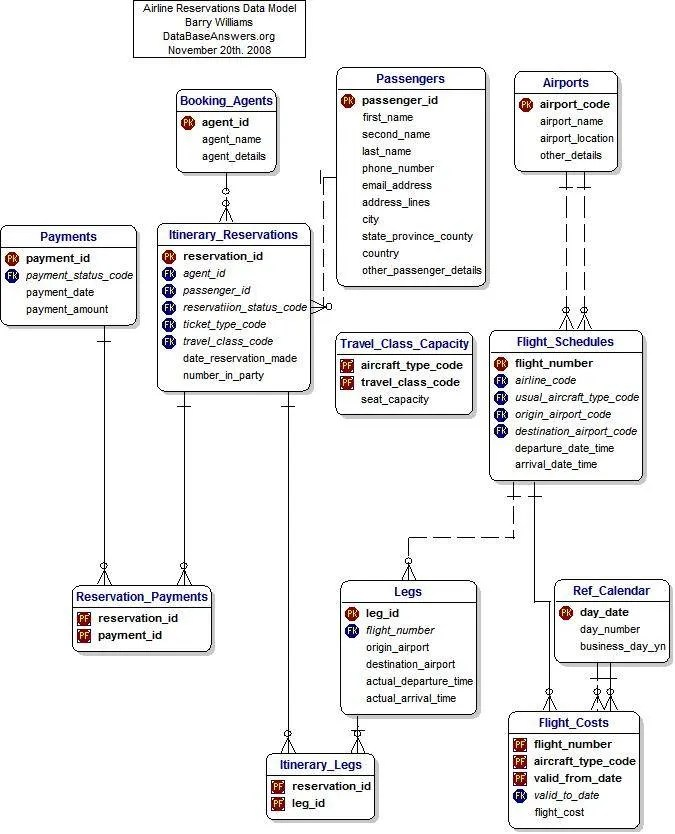 Airline Reservations Data Model
Barry Williams
DataBaseAnswers.org
November 20th. 2008
Booking_Agents
PK agent_id
agent_name
agent_details
Passengers
PK passenger_id
first_name
second_name
last_name
phone_number
email_address
address_lines
city
state_province_county
country
other_passenger_details
Airports
PK airport_code
airport_name
airport_location
other_details
Payments
PK payment_id
FK payment_status_code
payment_date
payment_amount
Itinerary_Reservations
PK reservation_id
FK agent_id
FK passenger_id
FK reservatiion_status_code
FK ticket_type_code
FK travel_class_code
date_reservation_made
number_in_party
Travel_Class_Capacity
PF aircraft_type_code
PF travel_class_code
seat_capacity
Flight_Schedules
PK flight_number
FK airline_code
FK usual_aircraft_type_code
FK origin_airport_code
FK destination_airport_code
departure_date_time
arrival_date_time
Reservation_Payments
PF reservation_id
PF payment_id
Legs
PK leg_id
FK flight_number
origin_airport
destination_airport
actual_departure_time
actual_arrival_time
Ref_Calendar
PK day_date
day_number
business_day_yn
Itinerary_Legs
PF reservation_id
PF leg_id
Flight_Costs
PF flight_number
PF aircraft_type_code
PF valid_from_date
FK valid_to_date
flight_cost